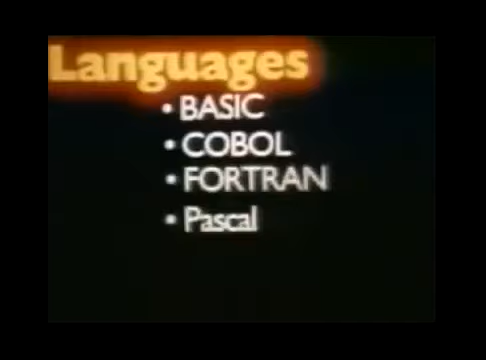 Languages
• BASIC
• COBOL
• FORTRAN
• Pascal